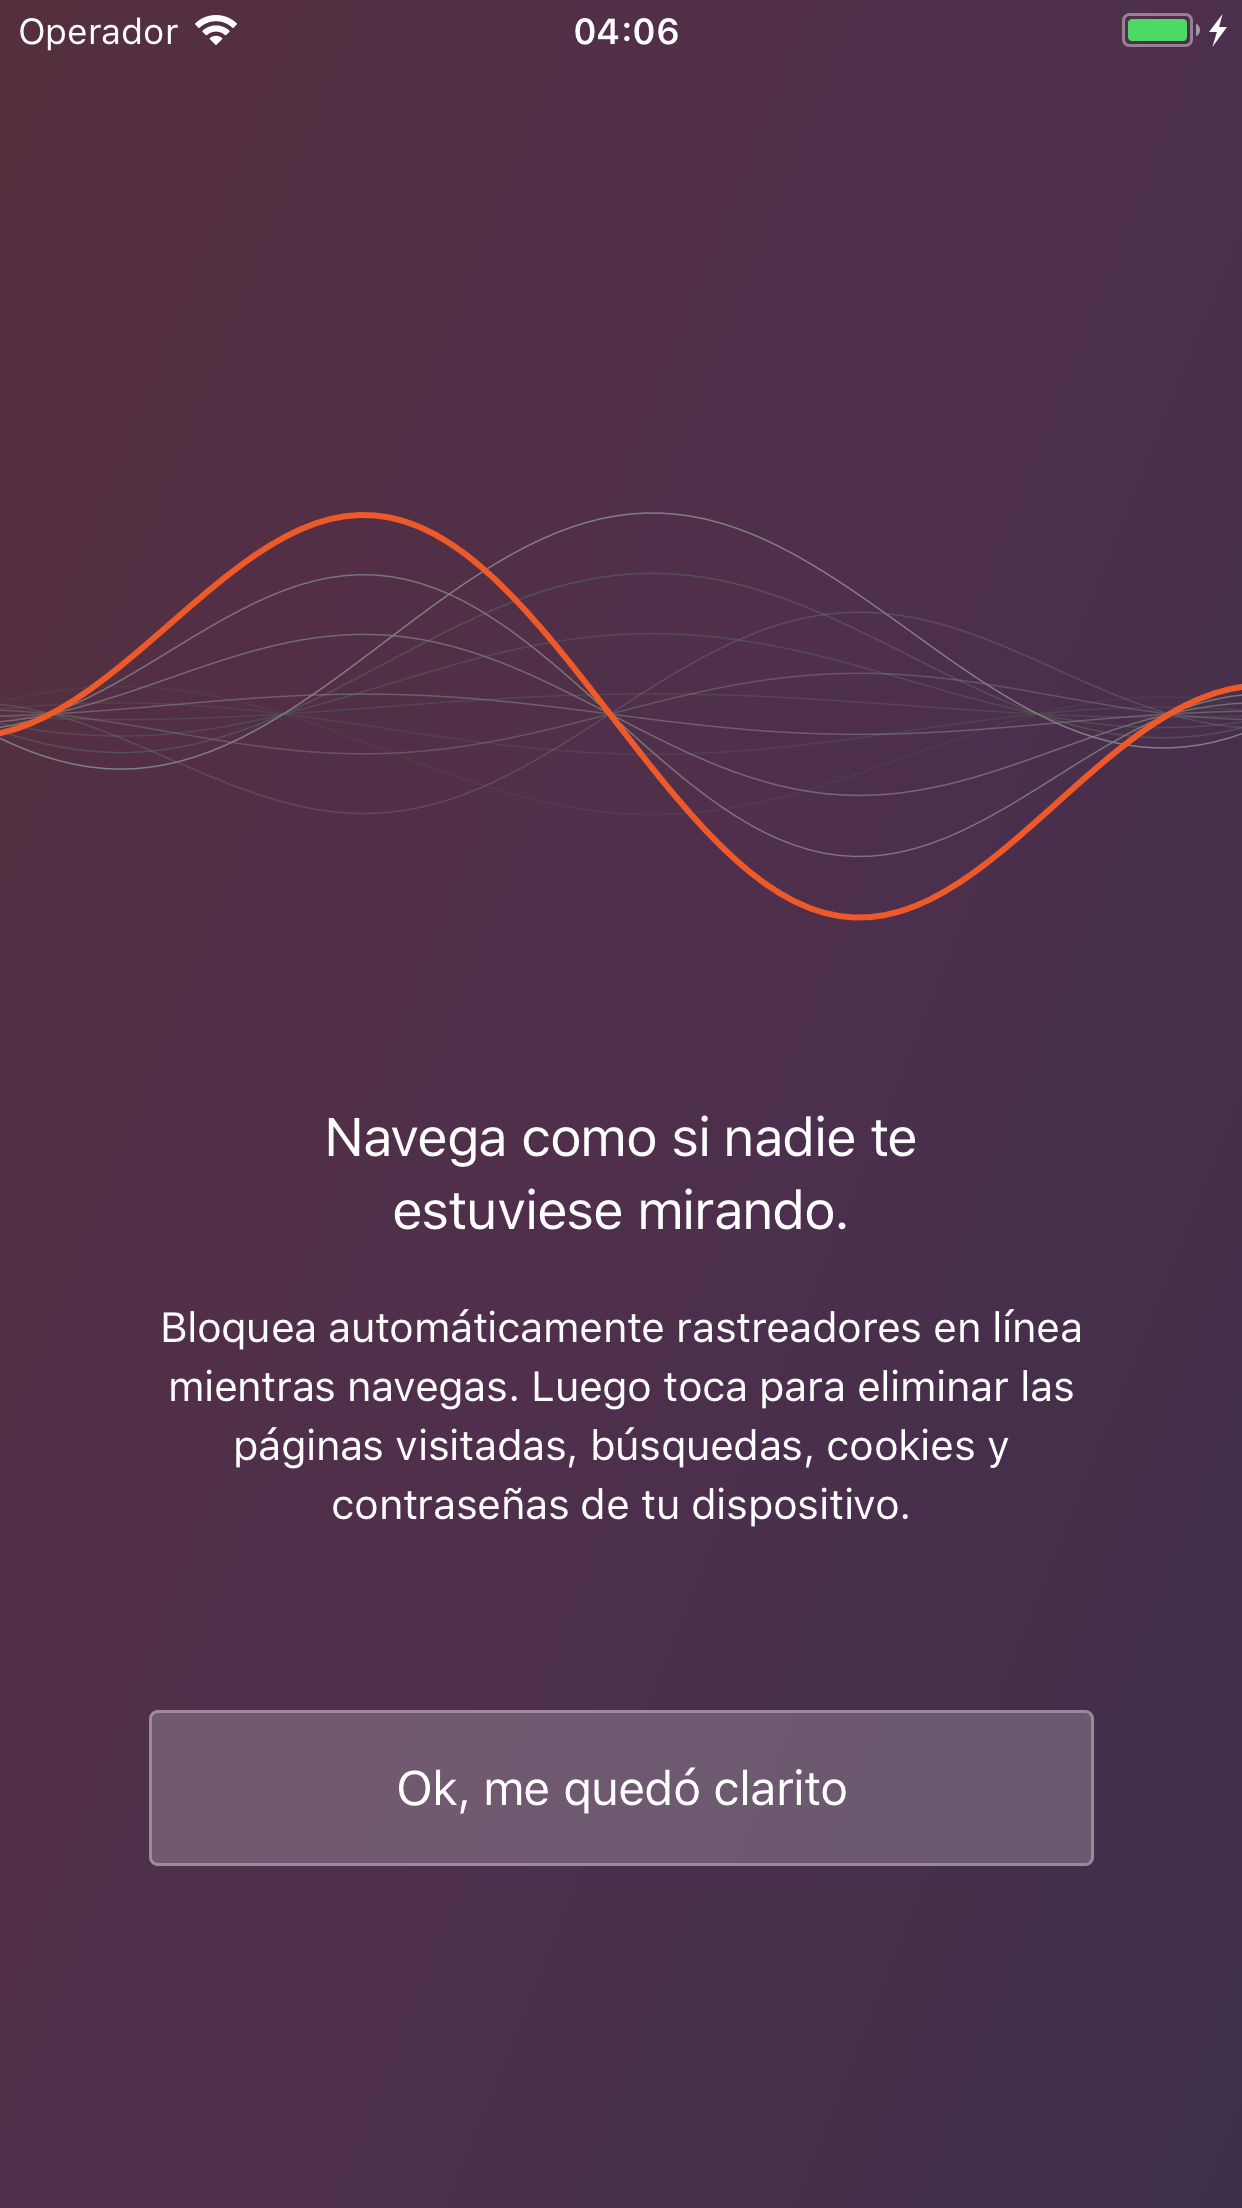 Operador
04:06
Navega como si nadie te
estuviese mirando.
Bloquea automáticamente rastreadores en línea
mientras navegas. Luego toca para eliminar las
páginas visitadas, búsquedas, cookies y
contraseñas de tu dispositivo.
Ok, me quedó clarito